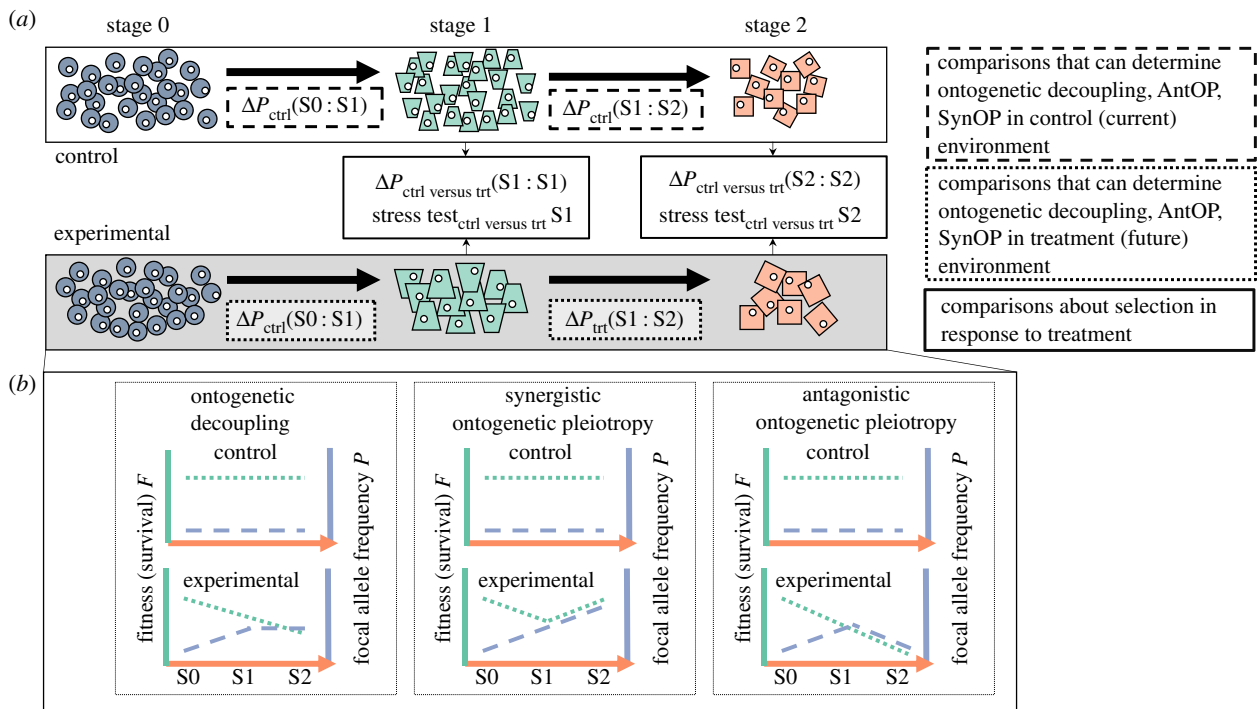 (a)
stage 0
stage 1
stage 2
ΔP_ctrl(S0 : S1)
ΔP_ctrl(S1 : S2)
control
ΔP_ctrl versus trt(S1 : S1)
stress test_ctrl versus trt S1
ΔP_ctrl versus trt(S2 : S2)
stress test_ctrl versus trt S2
experimental
ΔP_ctrl(S0 : S1)
ΔP_trt(S1 : S2)
comparisons that can determine
ontogenetic decoupling, AntOP,
SynOP in control (current)
environment
comparisons that can determine
ontogenetic decoupling, AntOP,
SynOP in treatment (future)
environment
comparisons about selection in
response to treatment
(b)
ontogenetic
decoupling
control
fitness (survival) F
focal allele frequency P
experimental
S0 S1 S2
synergistic
ontogenetic pleiotropy
control
fitness (survival) F
focal allele frequency P
experimental
S0 S1 S2
antagonistic
ontogenetic pleiotropy
control
fitness (survival) F
focal allele frequency P
experimental
S0 S1 S2